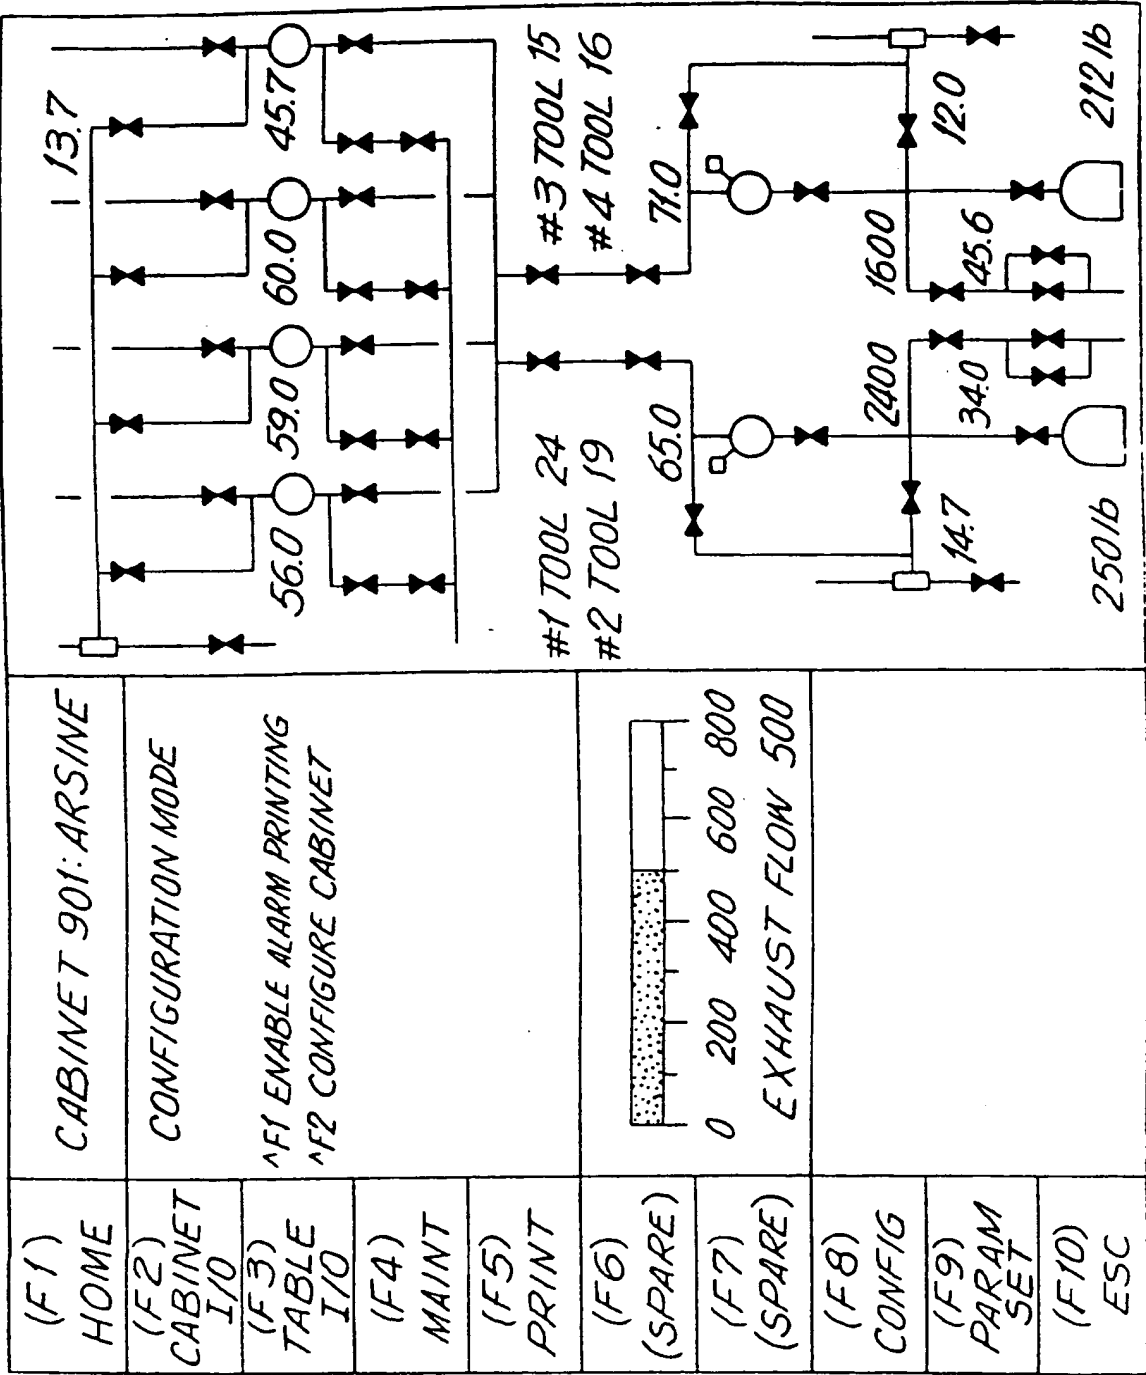 (F1)
HOME
(F2)
CABINET
I/O
(F3)
TABLE
I/O
(F4)
MAINT
(F5)
PRINT
(F6)
(SPARE)
(F7)
(SPARE)
(F8)
CONFIG
(F9)
PARAM
SET
(F10)
ESC
CABINET 901: ARSINE
CONFIGURATION MODE
^F1 ENABLE ALARM PRINTING
^F2 CONFIGURE CABINET
0 200 400 600 800
EXHAUST FLOW 500
13.7
56.0 59.0 60.0 45.7
#1 TOOL 24
#2 TOOL 19
#3 TOOL 15
#4 TOOL 16
65.0 71.0
2400 1600
14.7 34.0 45.6 12.0
250 lb 212 lb